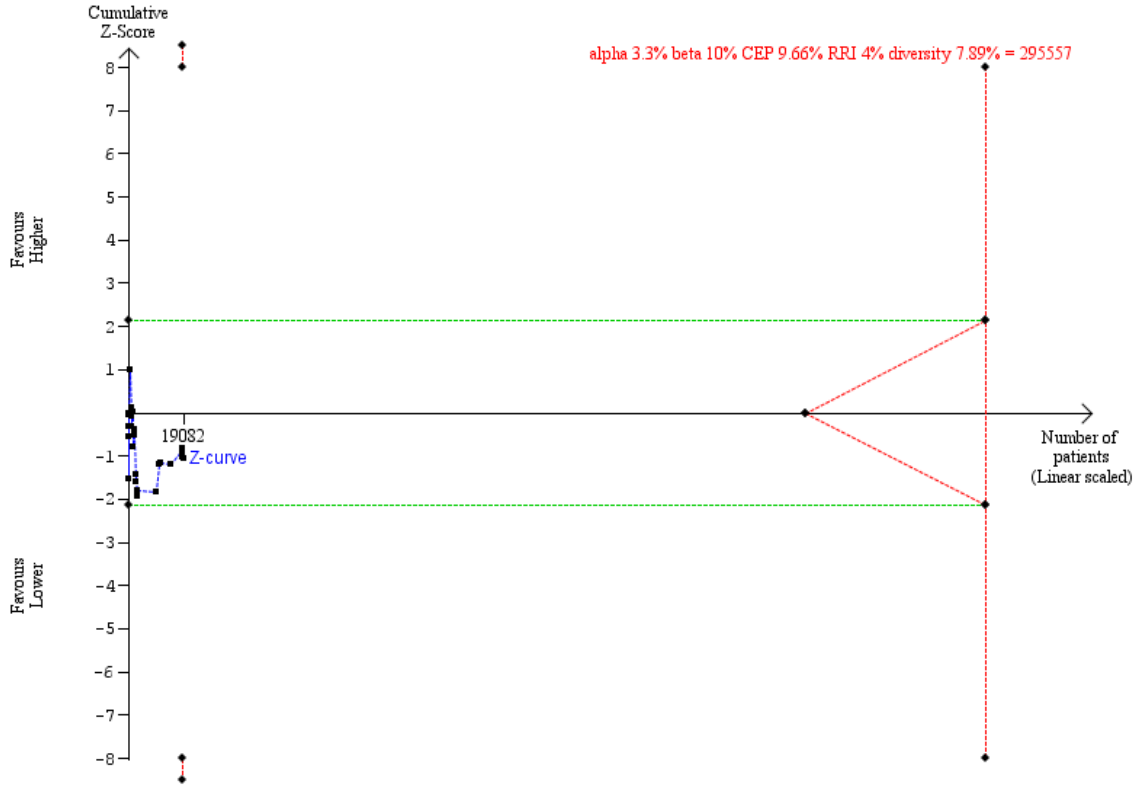 Cumulative
Z-Score
alpha 3.3% beta 10% CEP 9.66% RRI 4% diversity 7.89% = 295557
8
7
6
5
4
3
2
1
-1
-2
-3
-4
-5
-6
-7
-8
Favours
Higher
Favours
Lower
19082
Z-curve
Number of
patients
(Linear scaled)